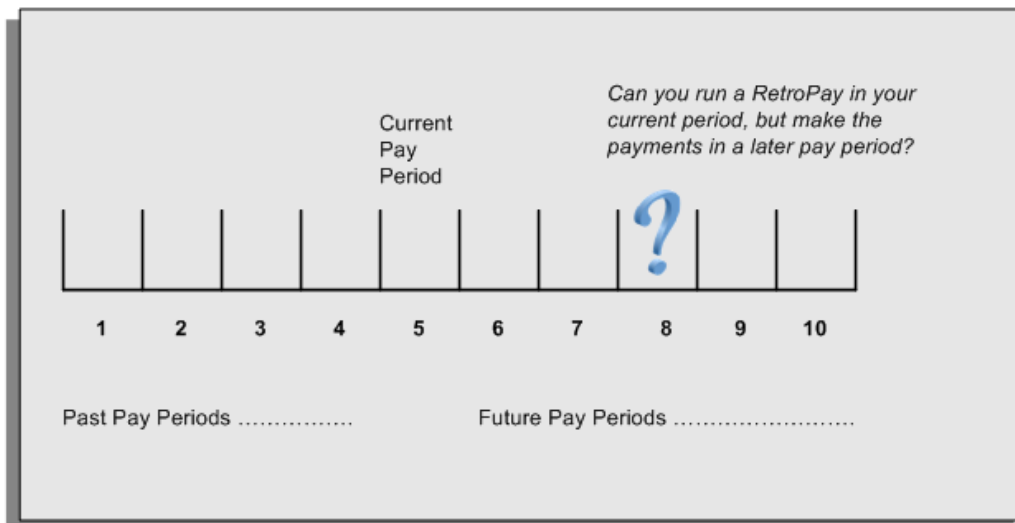 Can you run a RetroPay in your
current period, but make the
payments in a later pay period?
Current
Pay
Period
?
1 2 3 4 5 6 7 8 9 10
Past Pay Periods ................
Future Pay Periods ...........................